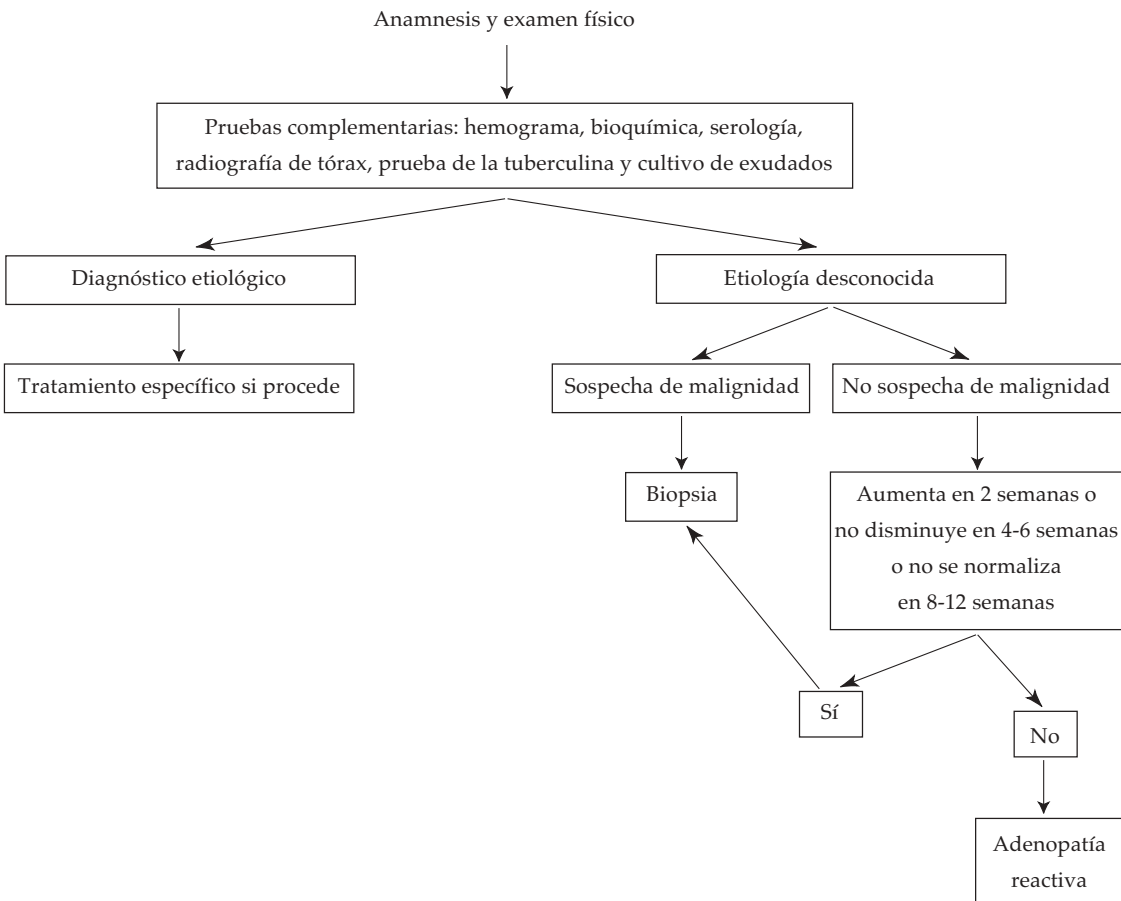 Anamnesis y examen físico
Pruebas complementarias: hemograma, bioquímica, serología,
radiografía de tórax, prueba de la tuberculina y cultivo de exudados
Diagnóstico etiológico
Etiología desconocida
Tratamiento específico si procede
Sospecha de malignidad
No sospecha de malignidad
Biopsia
Aumenta en 2 semanas o
no disminuye en 4-6 semanas
o no se normaliza
en 8-12 semanas
Sí
No
Adenopatía
reactiva